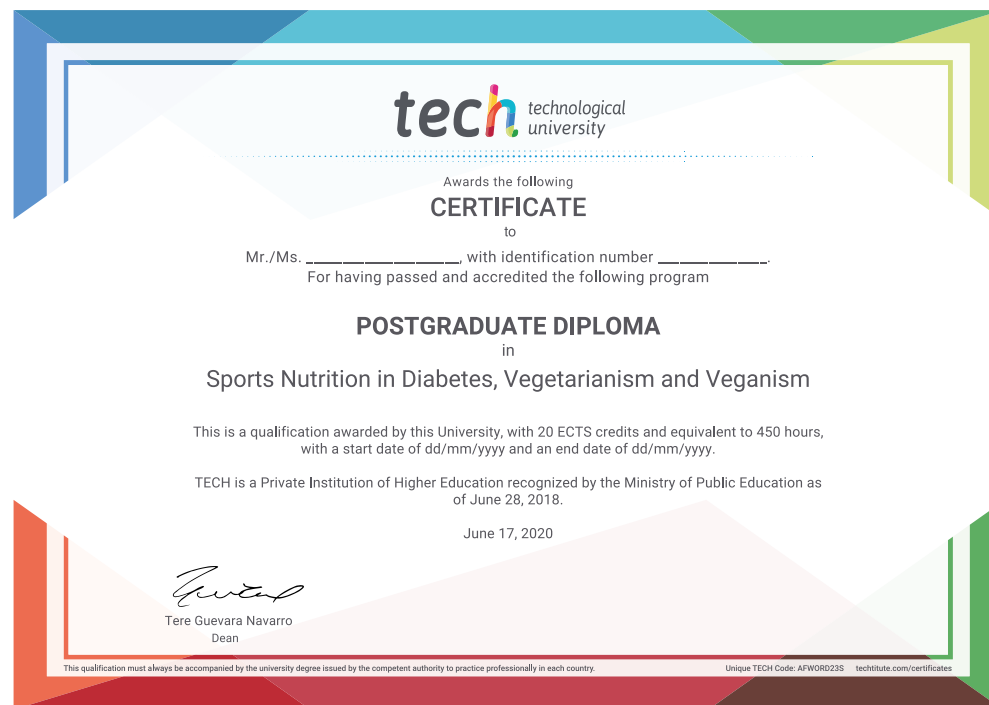 tech technological
university
Awards the following
CERTIFICATE
to
Mr./Ms. ____________________, with identification number ______________.
For having passed and accredited the following program
POSTGRADUATE DIPLOMA
in
Sports Nutrition in Diabetes, Vegetarianism and Veganism
This is a qualification awarded by this University, with 20 ECTS credits and equivalent to 450 hours,
with a start date of dd/mm/yyyy and an end date of dd/mm/yyyy.
TECH is a Private Institution of Higher Education recognized by the Ministry of Public Education as
of June 28, 2018.
June 17, 2020
Tere Guevara Navarro
Dean
This qualification must always be accompanied by the university degree issued by the competent authority to practice professionally in each country. Unique TECH Code: AFWORD23S techtitute.com/certificates